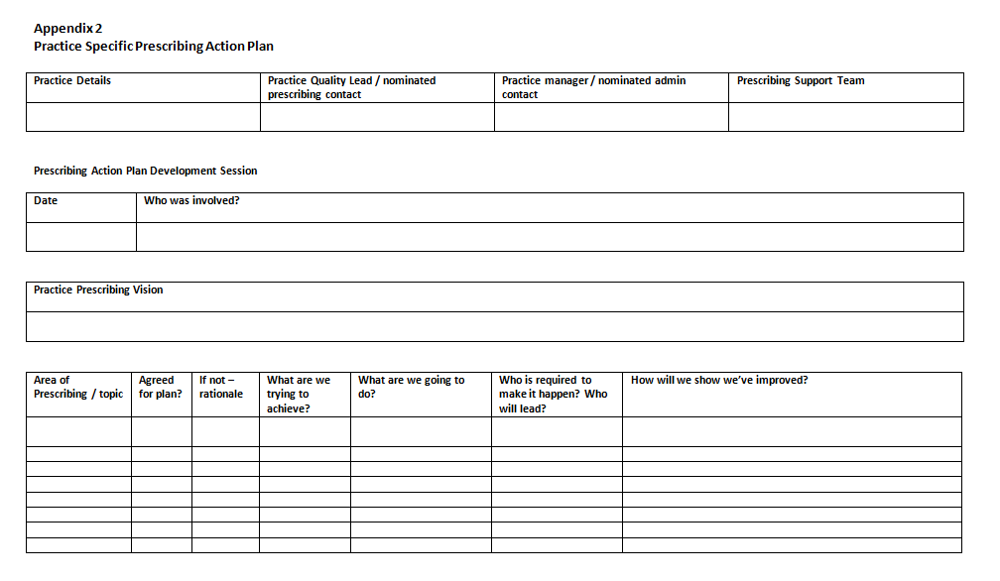 Appendix 2
Practice Specific Prescribing Action Plan
Practice Details
Practice Quality Lead / nominated
prescribing contact
Practice manager / nominated admin
contact
Prescribing Support Team
Prescribing Action Plan Development Session
Date
Who was involved?
Practice Prescribing Vision
Area of
Prescribing / topic
Agreed
for plan?
If not –
rationale
What are we
trying to
achieve?
What are we going to
do?
Who is required to
make it happen? Who
will lead?
How will we show we've improved?